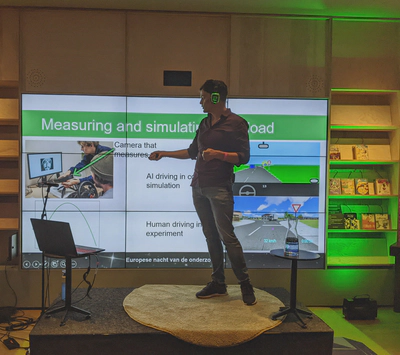 Measuring and simulati
oad
Camera that
measures
AI driving in
simulation
Human driving in
experiment
Europese nacht van de onderzo